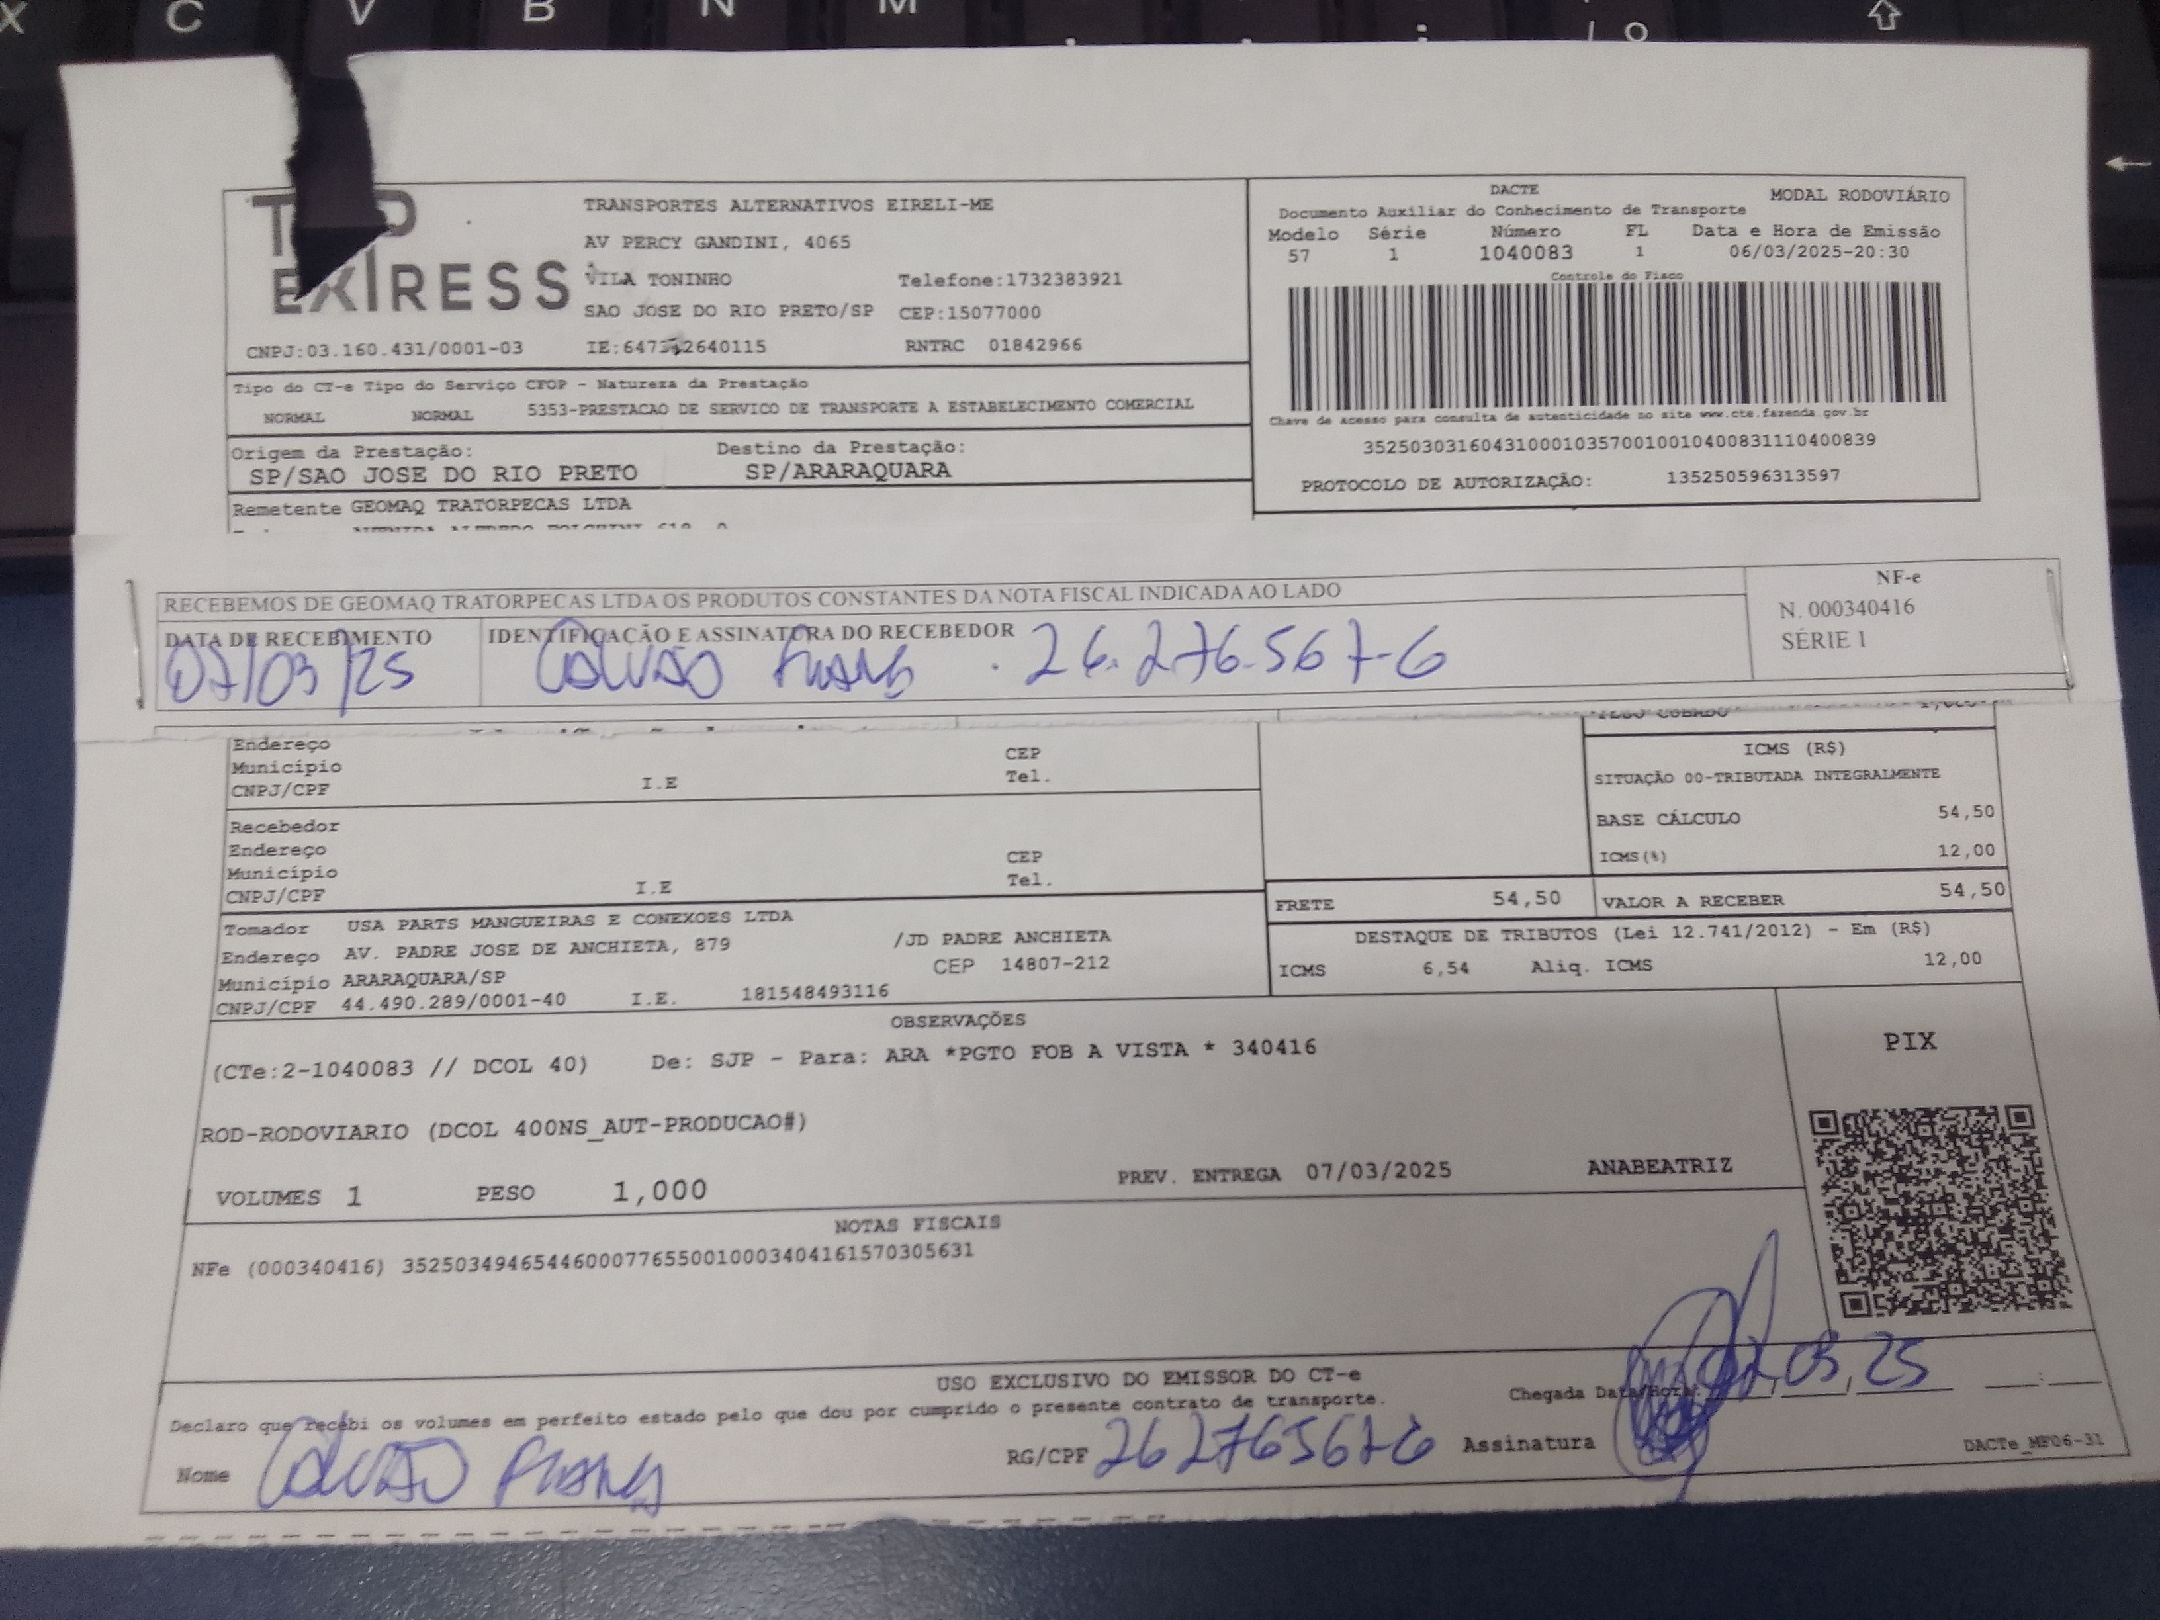 EXPRESS
TRANSPORTES ALTERNATIVOS EIRELI-ME
AV PERCY GANDINI, 4065
VILA TONINHO Telefone:1732383921
SAO JOSE DO RIO PRETO/SP CEP:15077000
CNPJ:03.160.431/0001-03 RNTRC 01842966
DACTE MODAL RODOVIÁRIO
Documento Auxiliar do Conhecimento de Transporte
Modelo Série Número FL Data e Hora de Emissão
57 1 1040083 1 06/03/2025-20:30
Controle do Fisco
Chave de acesso para consulta de autenticidade no site www.cte.fazenda.gov.br
35250303160431000103570010010400831110400839
PROTOCOLO DE AUTORIZAÇÃO: 135250596313597
Tipo do CT-e Tipo do Serviço CFOP - Natureza da Prestação
NORMAL NORMAL 5353-PRESTACAO DE SERVICO DE TRANSPORTE A ESTABELECIMENTO COMERCIAL
Origem da Prestação: Destino da Prestação:
SP/SAO JOSE DO RIO PRETO SP/ARARAQUARA
Remetente GEOMAQ TRATORPECAS LTDA
RECEBEMOS DE GEOMAQ TRATORPECAS LTDA OS PRODUTOS CONSTANTES DA NOTA FISCAL INDICADA AO LADO
NF-e
N. 000340416
SÉRIE 1
DATA DE RECEBIMENTO IDENTIFICAÇÃO E ASSINATURA DO RECEBEDOR
07/03/25 26.276.567-6
Endereço CEP
Município Tel.
CNPJ/CPF I.E
Recebedor
Endereço CEP
Município Tel.
CNPJ/CPF I.E
ICMS (R$)
SITUAÇÃO 00-TRIBUTADA INTEGRALMENTE
BASE CÁLCULO 54,50
ICMS(%) 12,00
FRETE 54,50 VALOR A RECEBER 54,50
DESTAQUE DE TRIBUTOS (Lei 12.741/2012) - Em (R$)
ICMS 6,54 Aliq. ICMS 12,00
Tomador USA PARTS MANGUEIRAS E CONEXOES LTDA
Endereço AV. PADRE JOSE DE ANCHIETA, 879 /JD PADRE ANCHIETA
Município ARARAQUARA/SP CEP 14807-212
CNPJ/CPF 44.490.289/0001-40 I.E. 181548493116
OBSERVAÇÕES
(CTe:2-1040083 // DCOL 40) De: SJP - Para: ARA *PGTO FOB A VISTA * 340416
ROD-RODOVIARIO (DCOL 400NS_AUT-PRODUCAO#)
PIX
VOLUMES 1 PESO 1,000 PREV. ENTREGA 07/03/2025 ANABEATRIZ
NOTAS FISCAIS
NFe (000340416) 35250349465446000776550010003404161570305631
USO EXCLUSIVO DO EMISSOR DO CT-e
Declaro que recebi os volumes em perfeito estado pelo que dou por cumprido o presente contrato de transporte.
Chegada Data/Hora: 03,25
Nome RG/CPF 262765676 Assinatura
DACTe_MF06-31